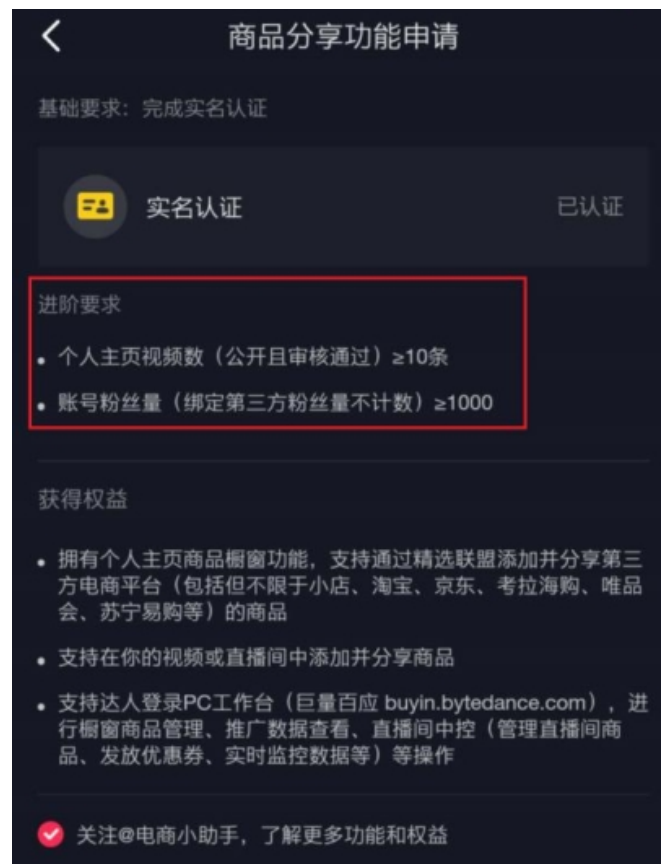 商品分享功能申请
基础要求：完成实名认证
实名认证
已认证
进阶要求
• 个人主页视频数（公开且审核通过）≥10条
• 账号粉丝量（绑定第三方粉丝量不计数）≥1000
获得权益
• 拥有个人主页商品橱窗功能，支持通过精选联盟添加并分享第三
方电商平台（包括但不限于小店、淘宝、京东、考拉海购、唯品
会、苏宁易购等）的商品
• 支持在你的视频或直播间中添加并分享商品
• 支持达人登录PC工作台（巨量百应 buyin.bytedance.com），进
行橱窗商品管理、推广数据查看、直播间中控（管理直播间商
品、发放优惠券、实时监控数据等）等操作
关注@电商小助手，了解更多功能和权益